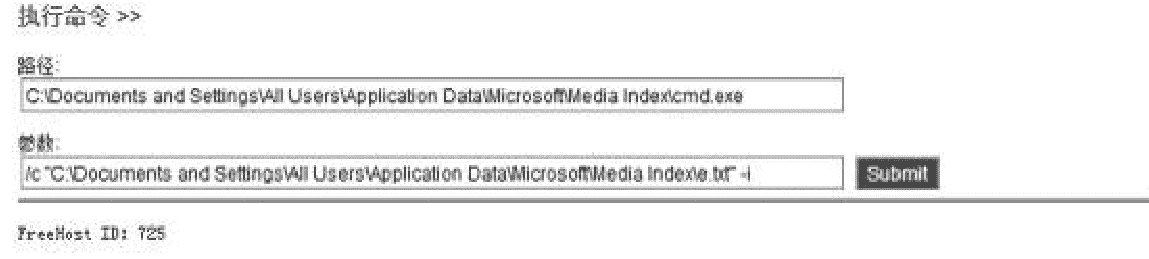 执行命令 >>
路径:
C:\Documents and Settings\All Users\Application Data\Microsoft\Media Index\cmd.exe
参数:
/c "C:\Documents and Settings\All Users\Application Data\Microsoft\Media Index\e.txt" -i
Submit
FreeHost ID: 725